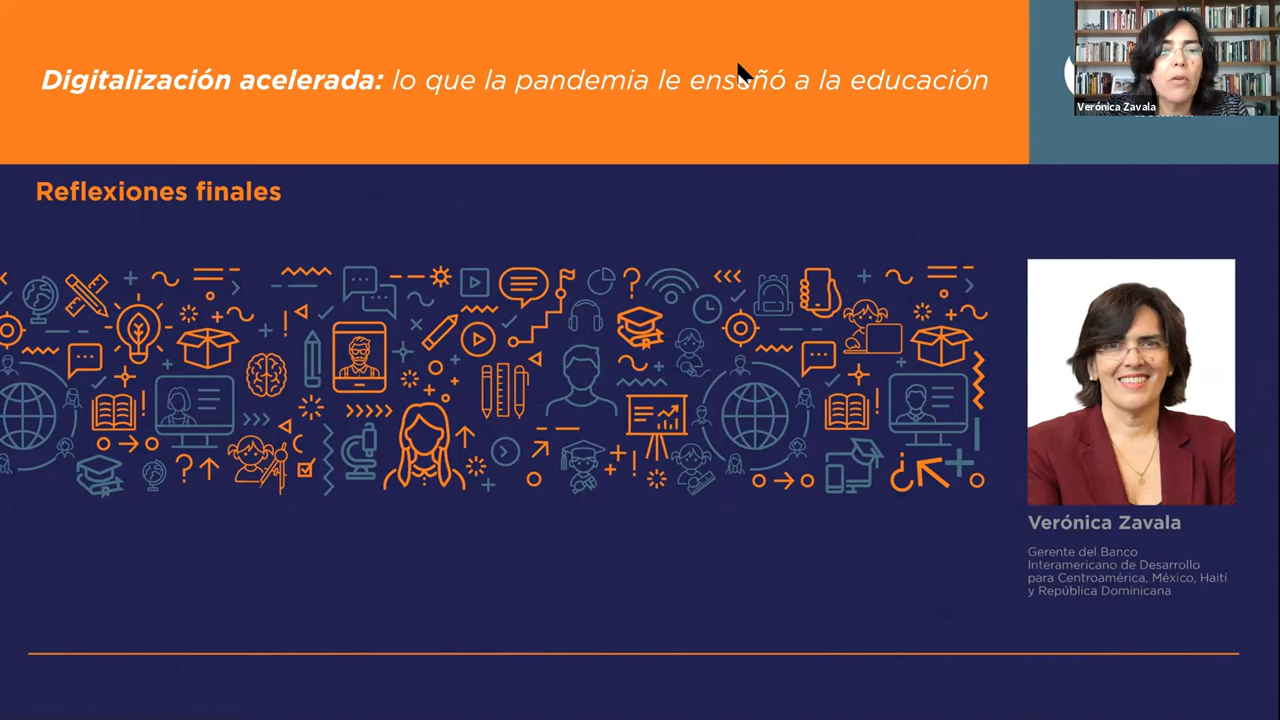 Digitalización acelerada: lo que la pandemia le enseñó a la educación
Verónica Zavala
Reflexiones finales
Verónica Zavala
Gerente del Banco
Interamericano de Desarrollo
para Centroamérica, México, Haití
y República Dominicana